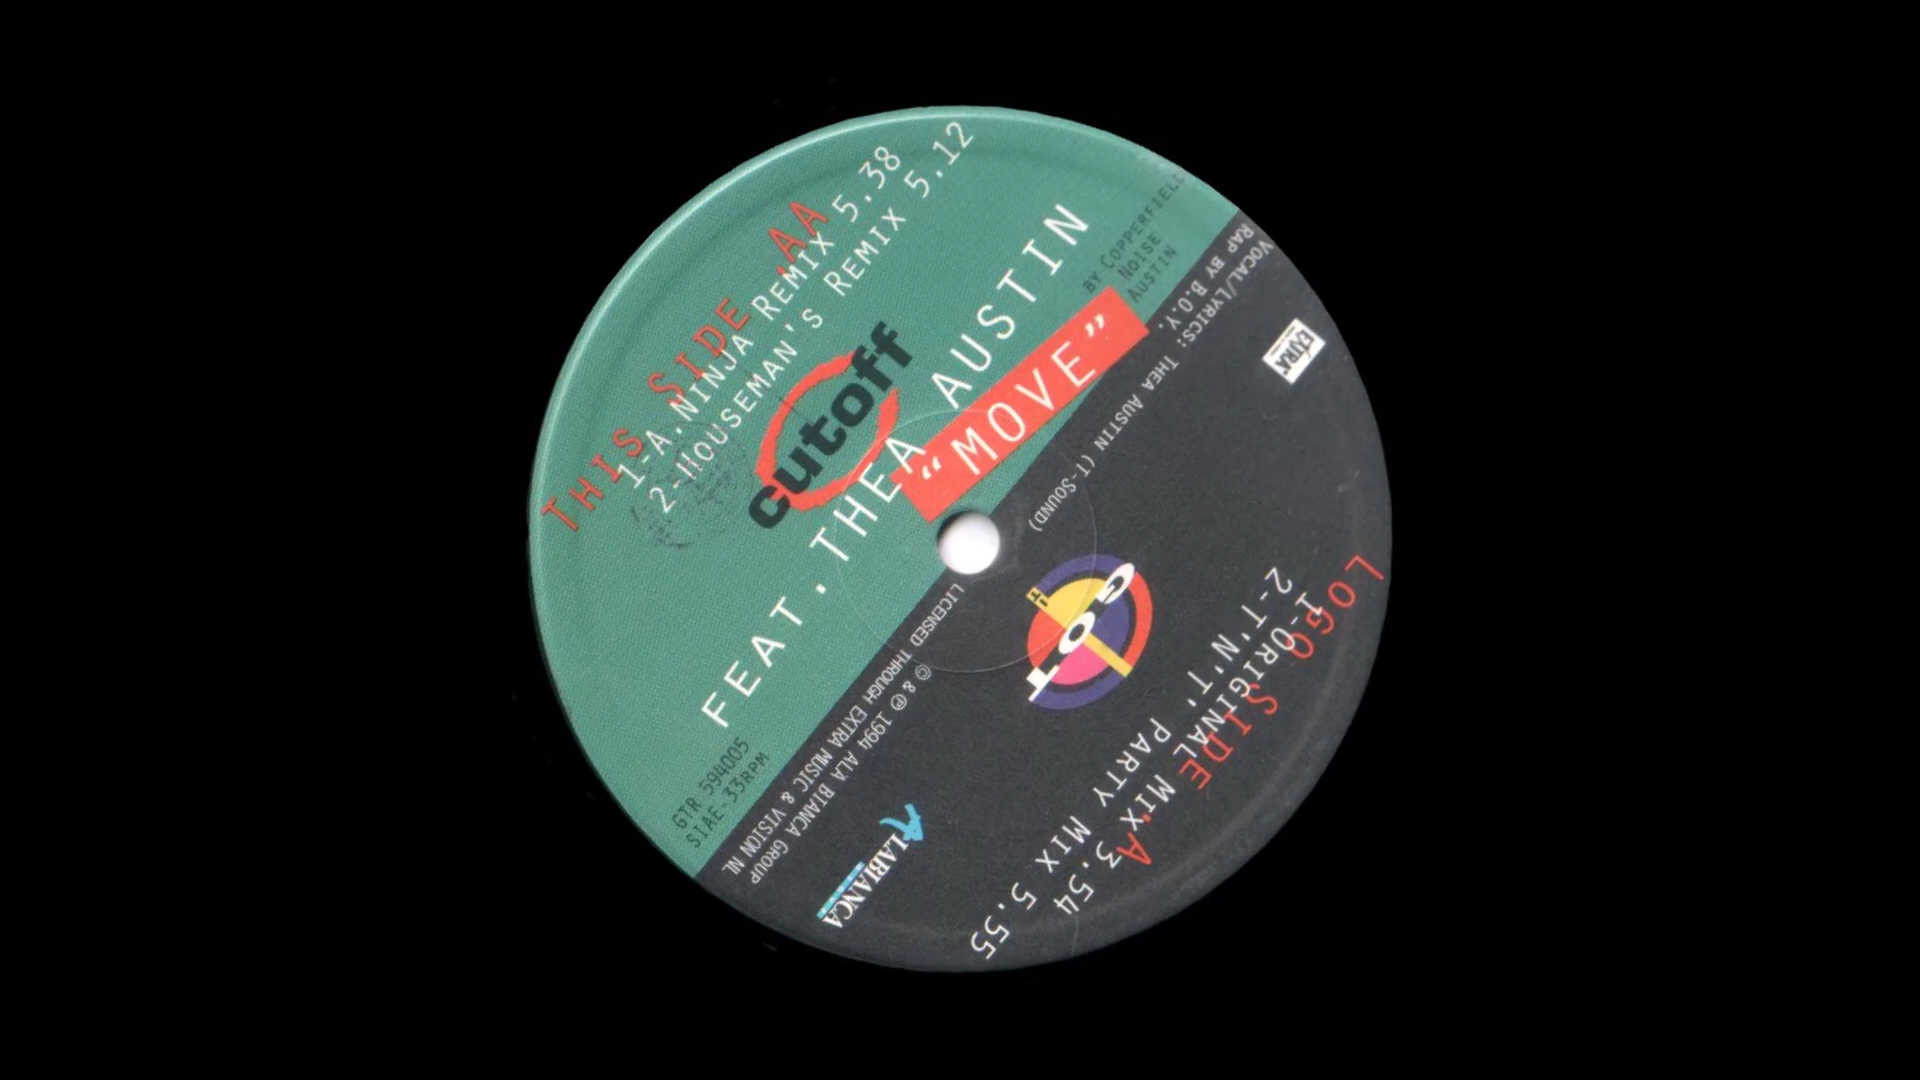 THIS SIDE AA
1-A.NINJA REMIX 5.38
2-HOUSEMAN'S REMIX 5.12
cutoff
FEAT. THEA AUSTIN
"MOVE"
BY COPPERFIELD
NOISE
AUSTIN
GTR 594005
SIAE-33RPM
VOCAL/LYRICS: THEA AUSTIN (T-SOUND)
RAP BY B.O.Y.
EXTRA
LOGO
LOGO SIDE A
1-ORIGINAL MIX 3.54
2-T'N'T' PARTY MIX 5.55
LICENSED THROUGH EXTRA MUSIC & VISION NL
© & ℗ 1994 ALA BIANCA GROUP
ALABIANCA